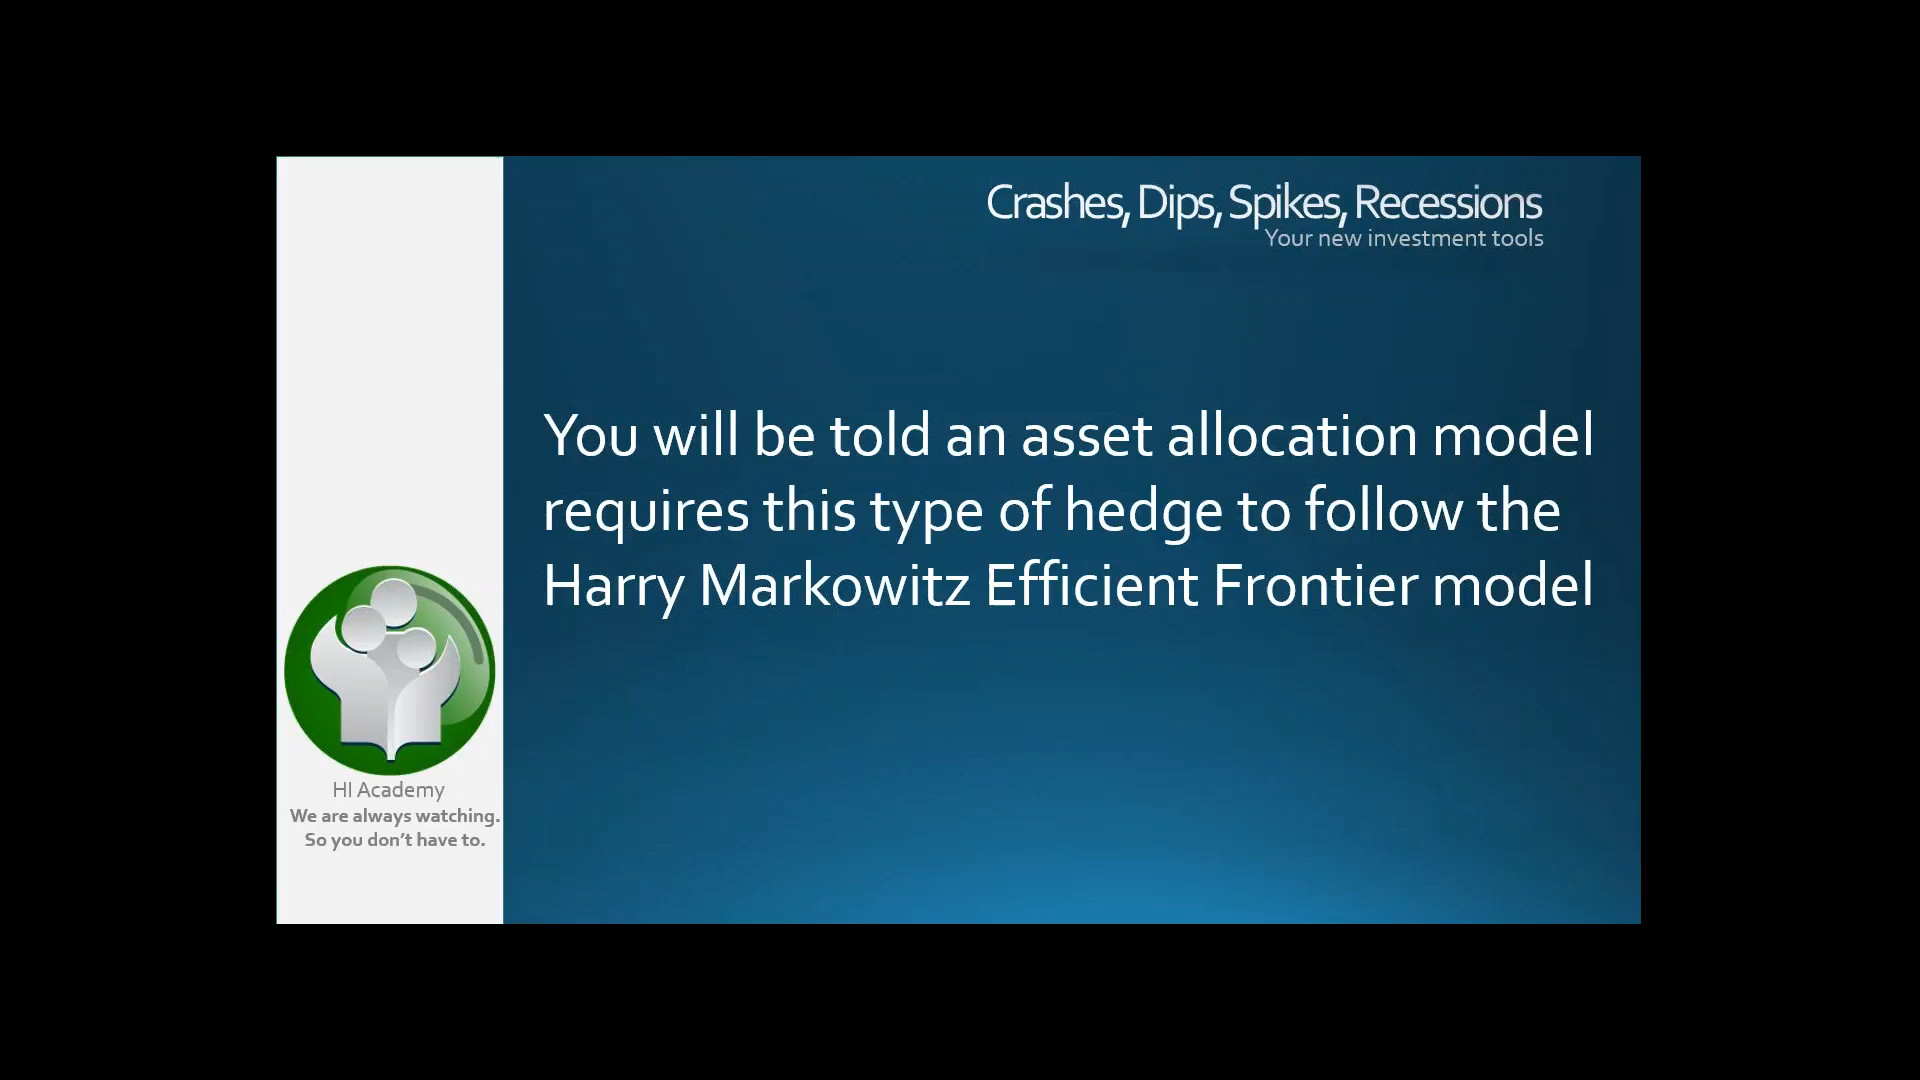 Crashes, Dips, Spikes, Recessions
Your new investment tools
You will be told an asset allocation model
requires this type of hedge to follow the
Harry Markowitz Efficient Frontier model
HI Academy
We are always watching.
So you don’t have to.